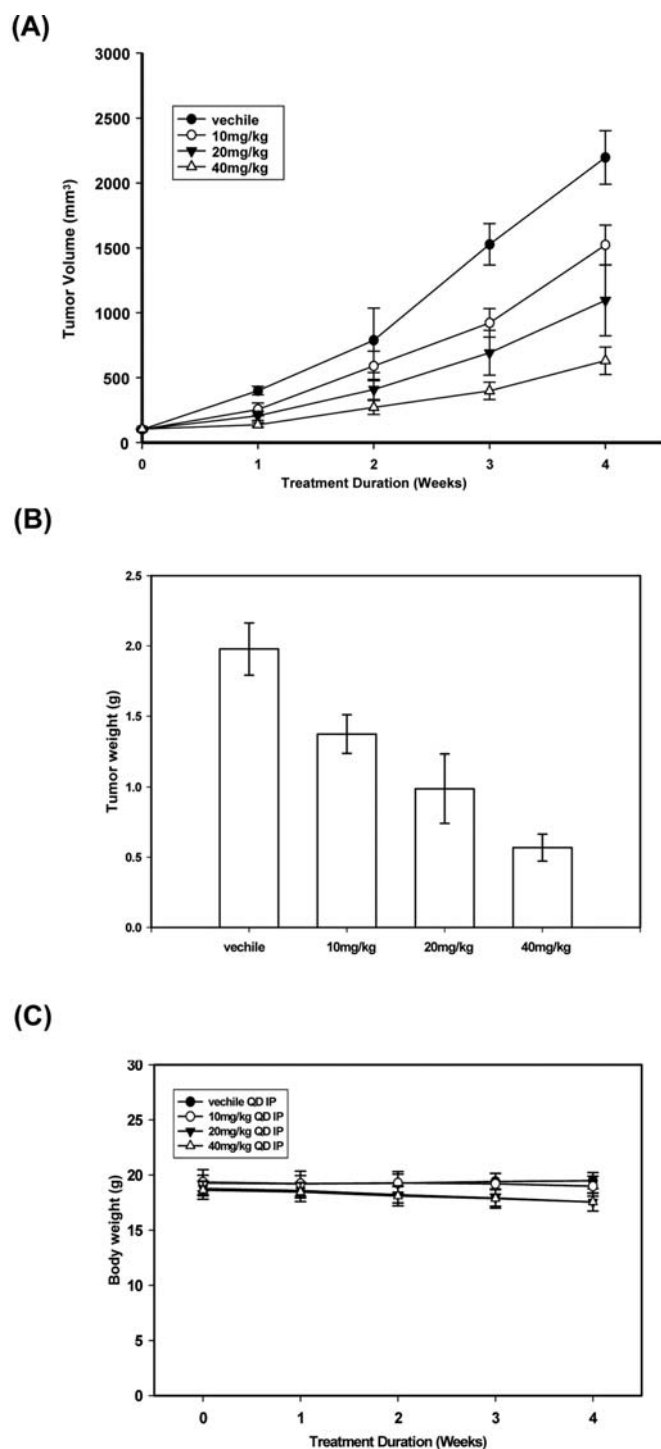 (A)
3000
2500
2000
1500
1000
500
0
Tumor Volume (mm³)
vechile
10mg/kg
20mg/kg
40mg/kg
0 1 2 3 4
Treatment Duration (Weeks)
(B)
2.5
2.0
1.5
1.0
0.5
0.0
Tumor weight (g)
vechile 10mg/kg 20mg/kg 40mg/kg
(C)
30
25
20
15
10
5
0
Body weight (g)
vechile QD IP
10mg/kg QD IP
20mg/kg QD IP
40mg/kg QD IP
0 1 2 3 4
Treatment Duration (Weeks)